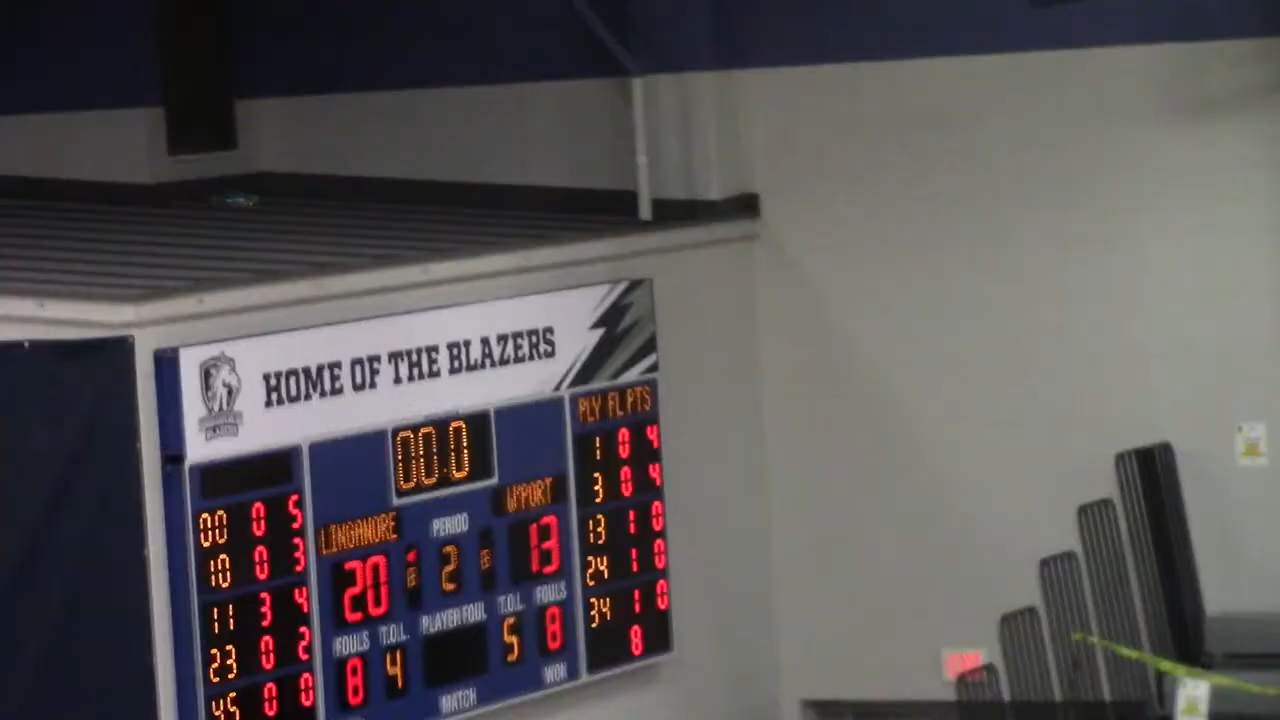 HOME OF THE BLAZERS
PLY FL PTS
00.0
1 0 4
3 0 4
13 1 0
24 1 0
34 1 0
8
00 0 5
10 0 3
11 3 4
23 0 2
45 0 0
LINGANORE
PERIOD
W'PORT
20
2
13
FOULS
T.O.L.
PLAYER FOUL
T.O.L.
FOULS
8
4
5
8
MATCH
WON